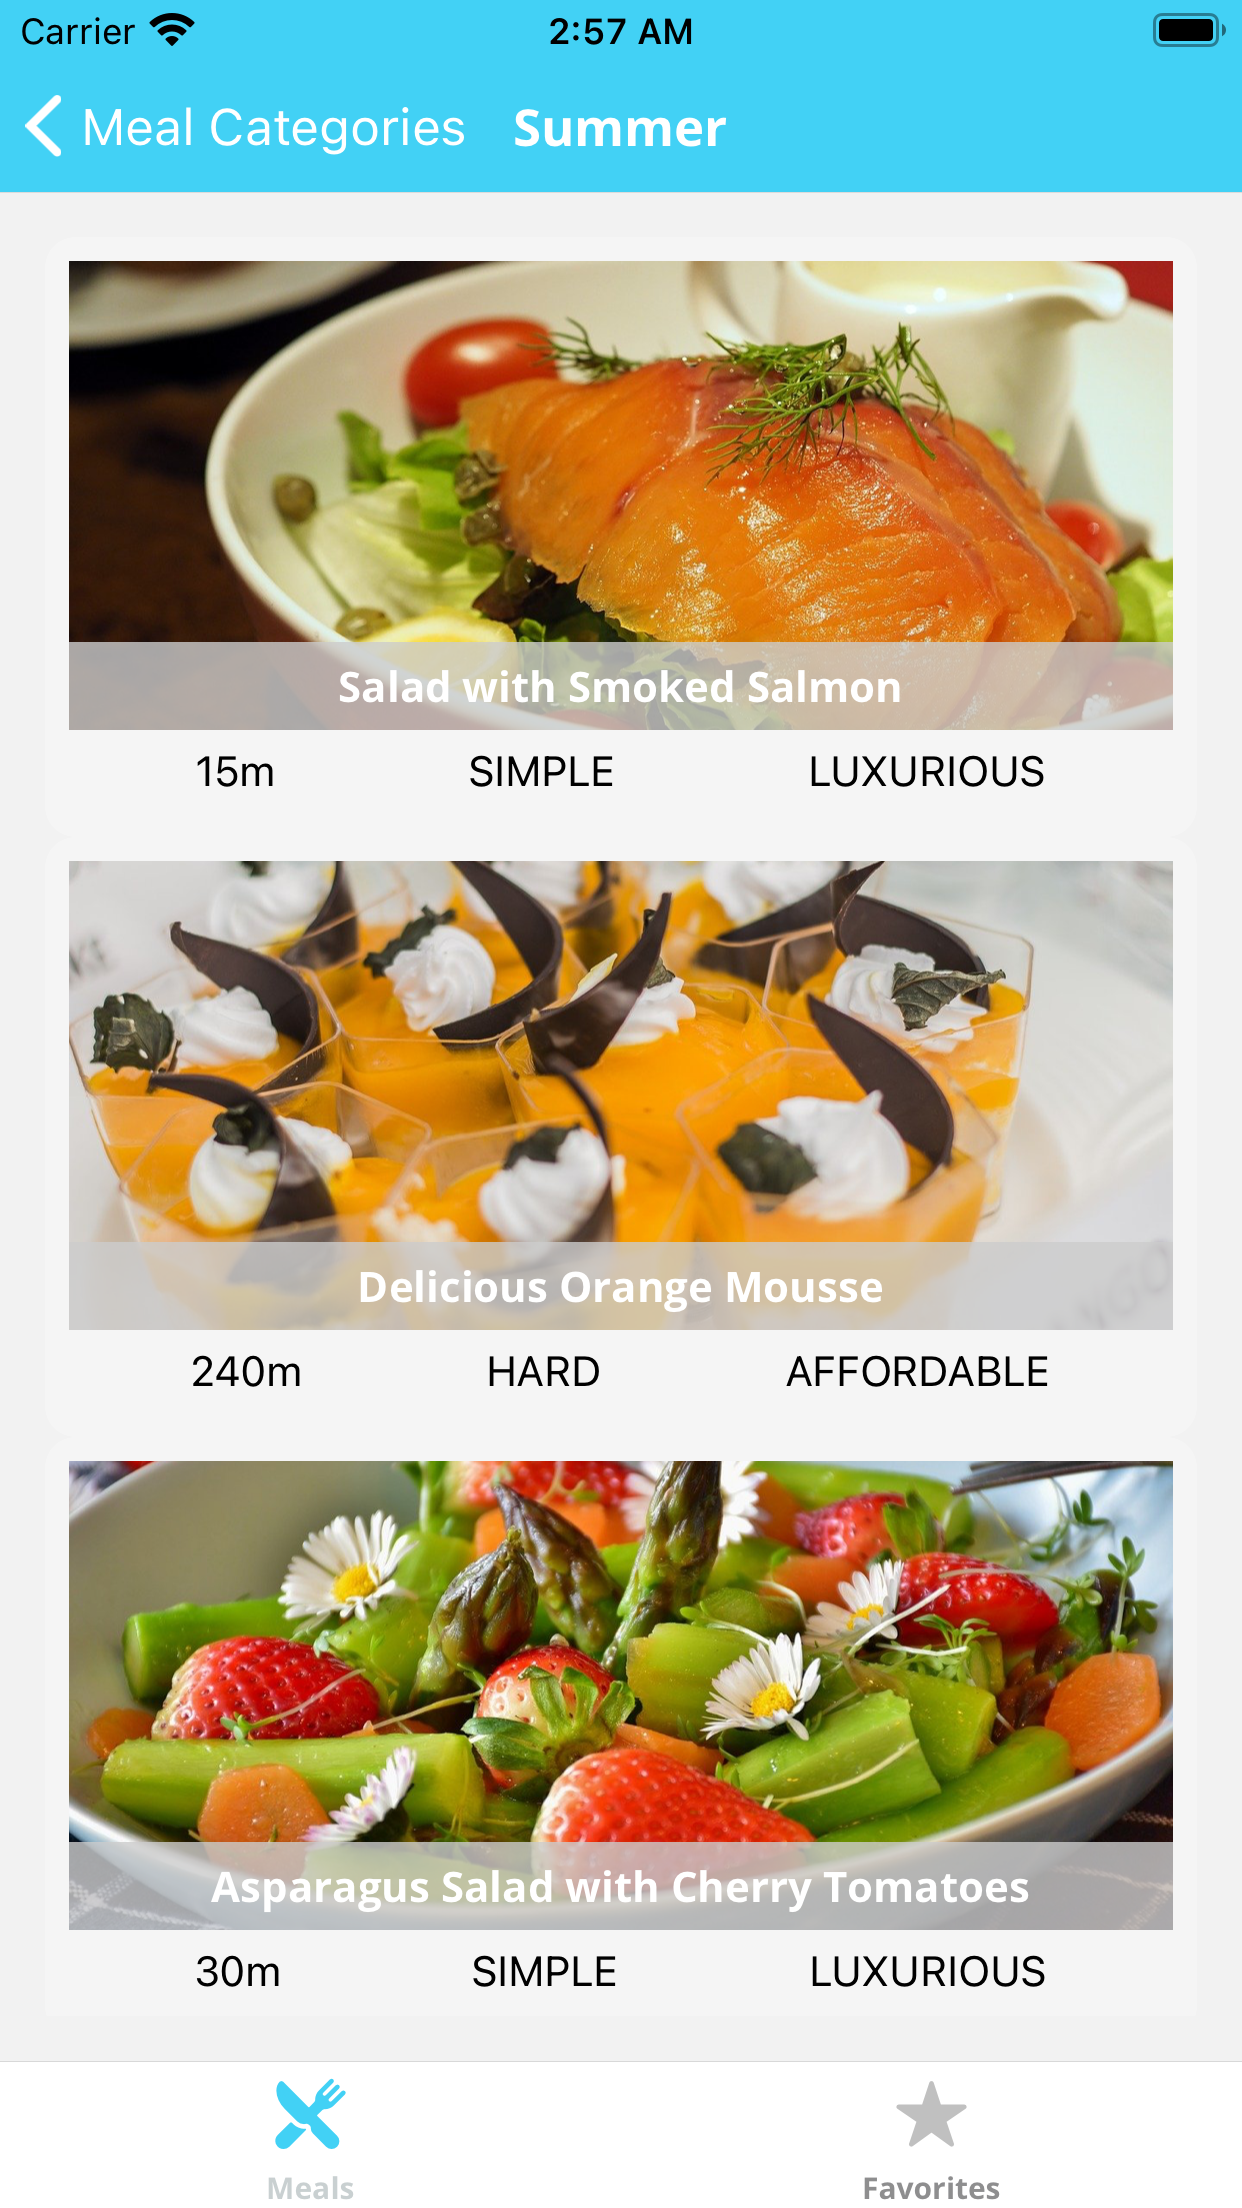 Carrier 2:57 AM
Meal Categories Summer
Salad with Smoked Salmon
15m SIMPLE LUXURIOUS
Delicious Orange Mousse
240m HARD AFFORDABLE
Asparagus Salad with Cherry Tomatoes
30m SIMPLE LUXURIOUS
Meals Favorites